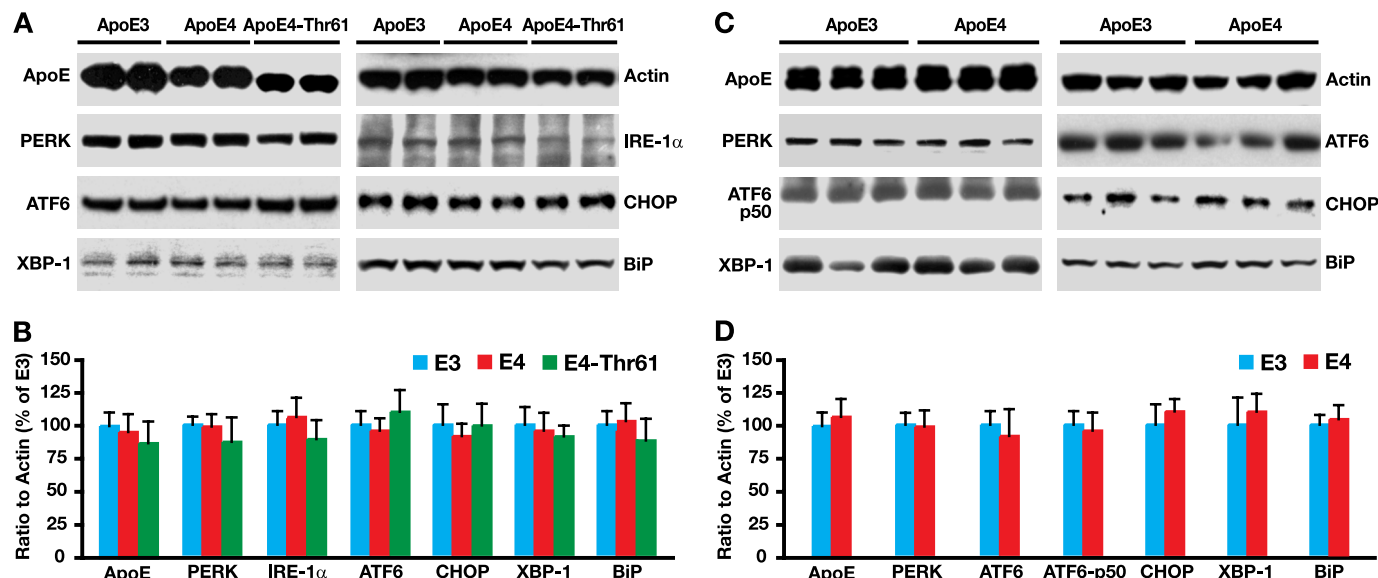 A
ApoE3 ApoE4 ApoE4-Thr61 ApoE3 ApoE4 ApoE4-Thr61
ApoE Actin
PERK IRE-1α
ATF6 CHOP
XBP-1 BiP
C
ApoE3 ApoE4 ApoE3 ApoE4
ApoE Actin
PERK ATF6
ATF6
p50 CHOP
XBP-1 BiP
B
Ratio to Actin (% of E3)
E3 E4 E4-Thr61
150
125
100
75
50
25
0
ApoE PERK IRE-1α ATF6 CHOP XBP-1 BiP
D
Ratio to Actin (% of E3)
E3 E4
150
125
100
75
50
25
0
ApoE PERK ATF6 ATF6-p50 CHOP XBP-1 BiP